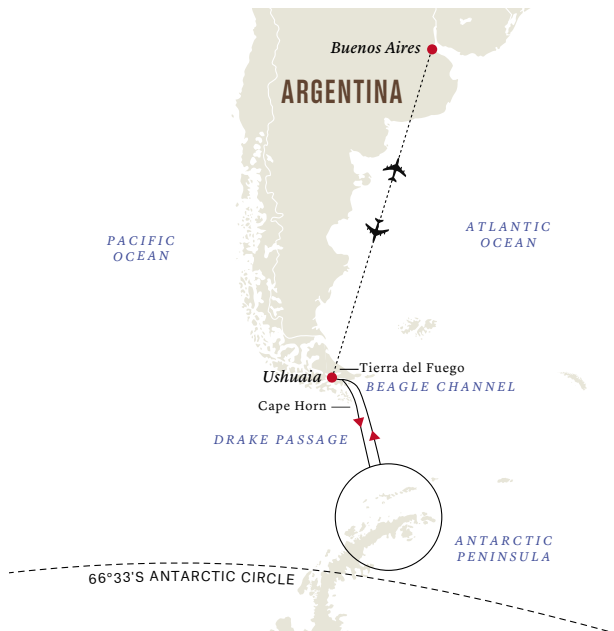 Buenos Aires
ARGENTINA
PACIFIC
OCEAN
ATLANTIC
OCEAN
Tierra del Fuego
Ushuaia
BEAGLE CHANNEL
Cape Horn
DRAKE PASSAGE
ANTARCTIC
PENINSULA
66°33'S ANTARCTIC CIRCLE